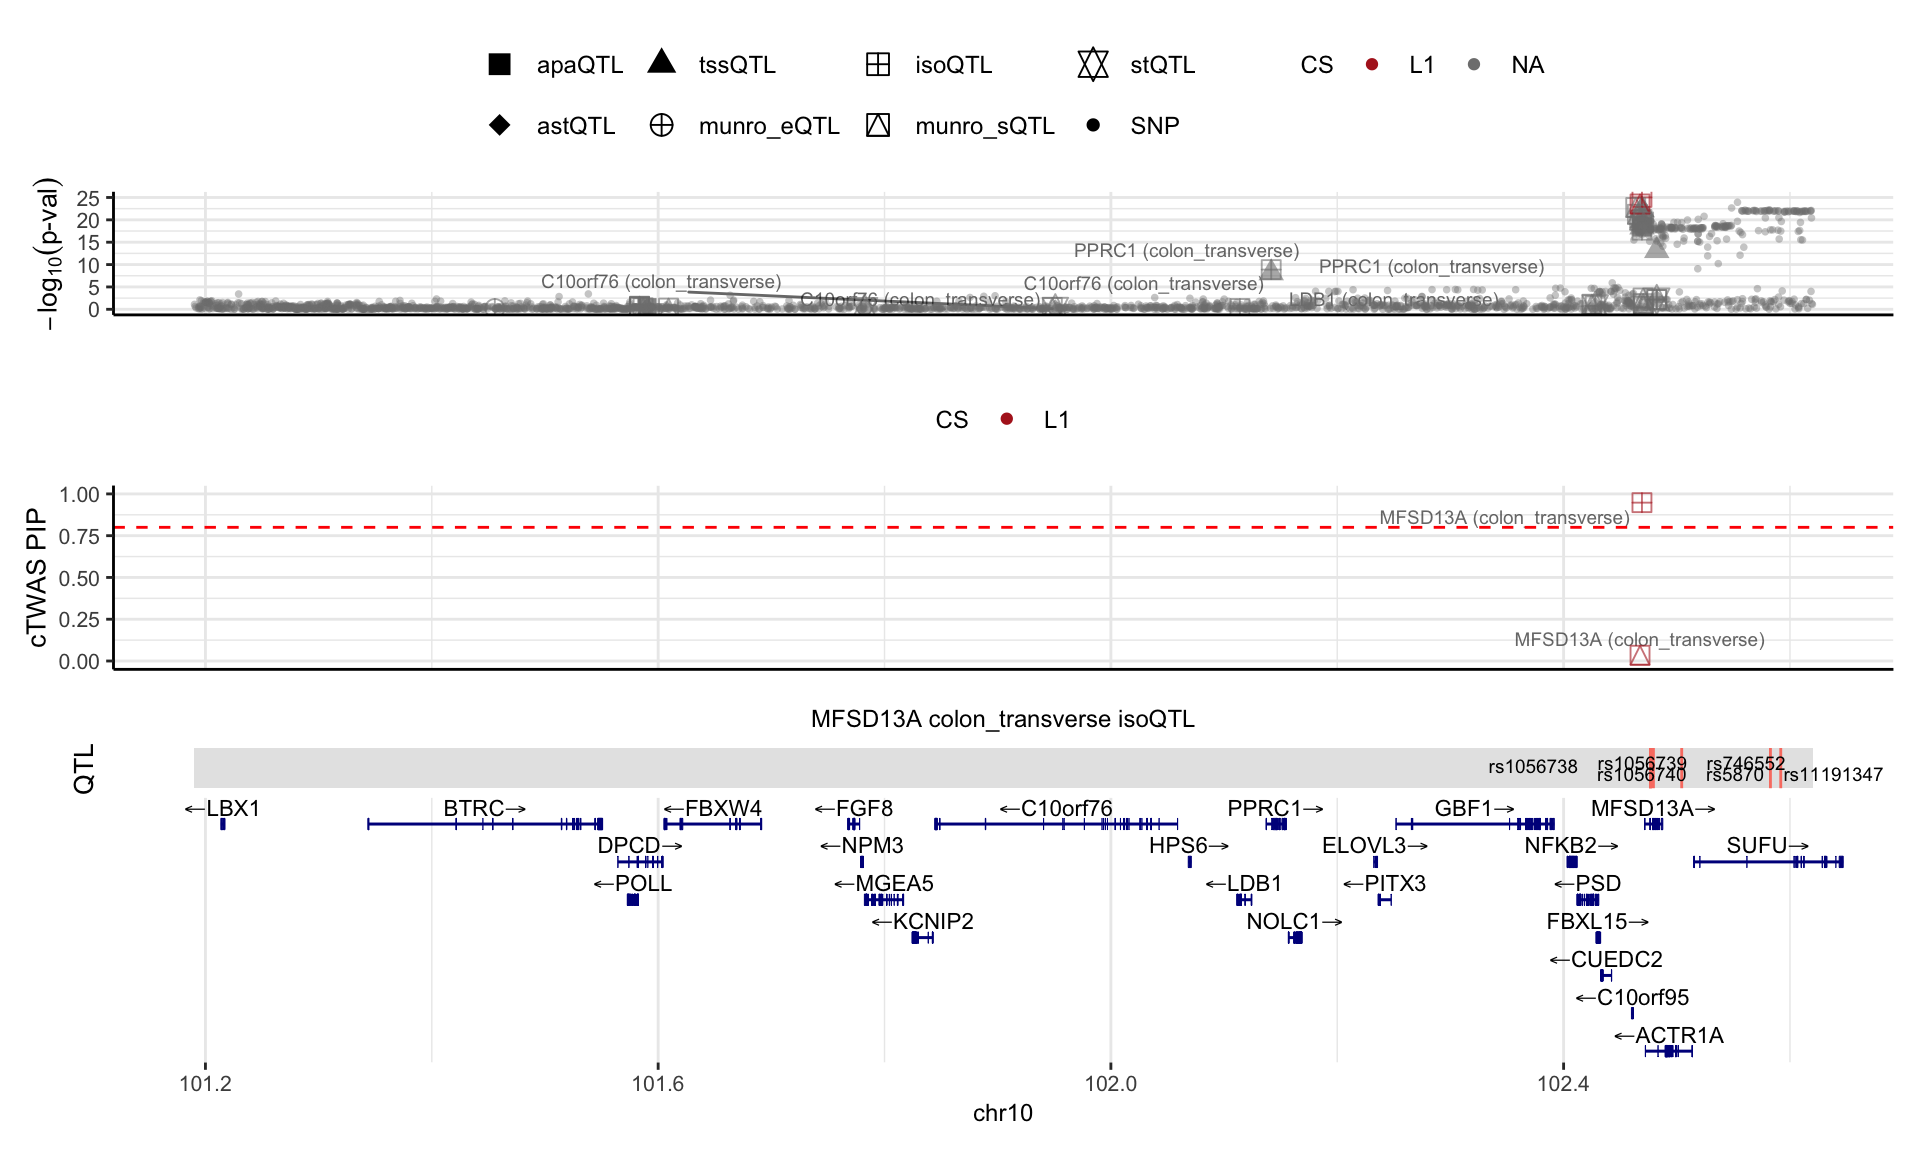 apaQTL tssQTL isoQTL stQTL CS L1 NA
astQTL munro_eQTL munro_sQTL SNP
−log10(p-val)
25
20
15
10
5
0
PPRC1 (colon_transverse)
PPRC1 (colon_transverse)
C10orf76 (colon_transverse)
C10orf76 (colon_transverse)
C10orf76 (colon_transverse)
LDB1 (colon_transverse)
CS L1
cTWAS PIP
1.00
0.75
0.50
0.25
0.00
MFSD13A (colon_transverse)
MFSD13A (colon_transverse)
MFSD13A colon_transverse isoQTL
QTL
rs1056738 rs1056739 rs746552
rs1056740 rs5870 rs11191347
←LBX1 BTRC→ ←FBXW4 ←FGF8 ←C10orf76 PPRC1→ GBF1→ MFSD13A→
DPCD→ ←NPM3 HPS6→ ELOVL3→ NFKB2→ SUFU→
←POLL ←MGEA5 ←LDB1 ←PITX3 ←PSD
←KCNIP2 NOLC1→ FBXL15→
←CUEDC2
←C10orf95
←ACTR1A
101.2 101.6 102.0 102.4
chr10